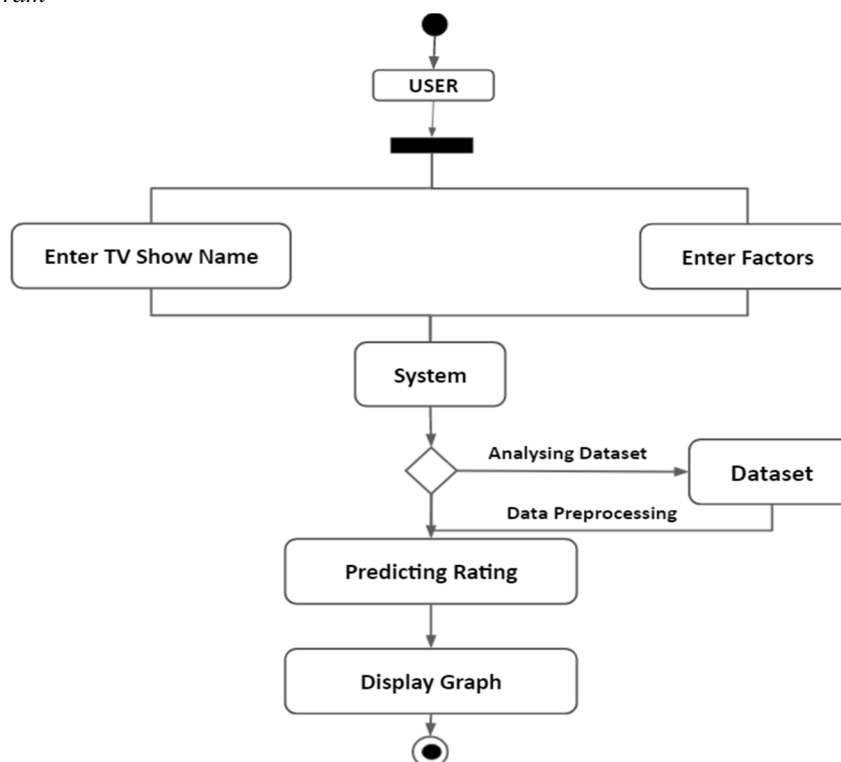 USER
Enter TV Show Name
Enter Factors
System
Analysing Dataset
Dataset
Data Preprocessing
Predicting Rating
Display Graph